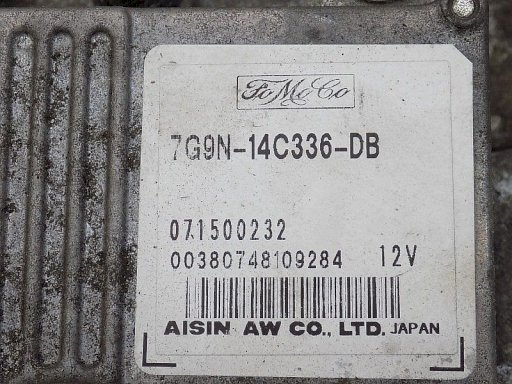 FoMoCo
7G9N-14C336-DB
071500232
00380748109284 12V
AISIN AW CO., LTD. JAPAN